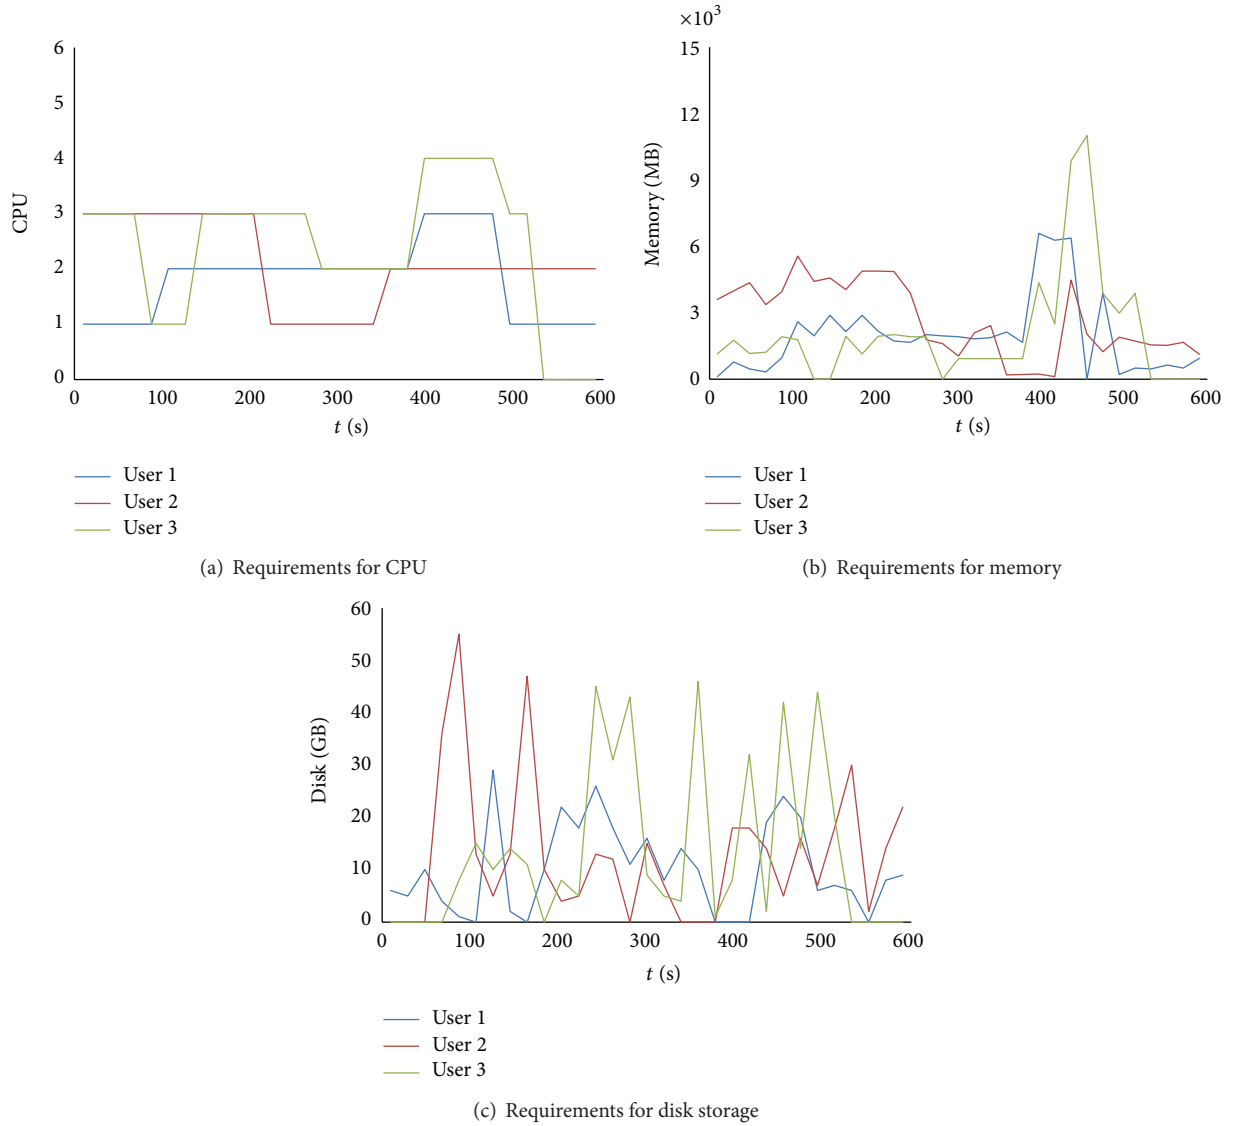 6
5
4
3
2
1
0
CPU
0
100
200
300
400
500
600
t (s)
User 1
User 2
User 3
(a) Requirements for CPU
×10³
15
12
9
6
3
0
Memory (MB)
0
100
200
300
400
500
600
t (s)
User 1
User 2
User 3
(b) Requirements for memory
60
50
40
30
20
10
0
Disk (GB)
0
100
200
300
400
500
600
t (s)
User 1
User 2
User 3
(c) Requirements for disk storage